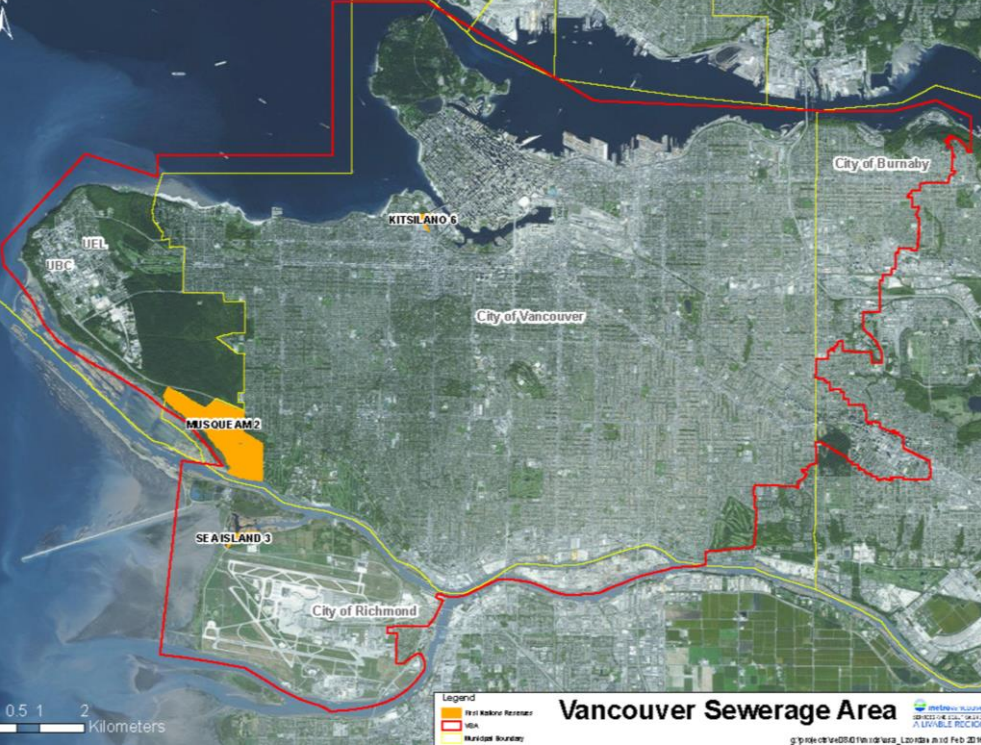 City of Burnaby
KITSILANO 6
UEL
UBC
City of Vancouver
MUSQUEAM 2
SEA ISLAND 3
City of Richmond
0.5 1 2
Kilometers
Legend
First Nations Reserves
VSA
Municipal Boundary
Vancouver Sewerage Area
metrovancouver
A LIVABLE REGION